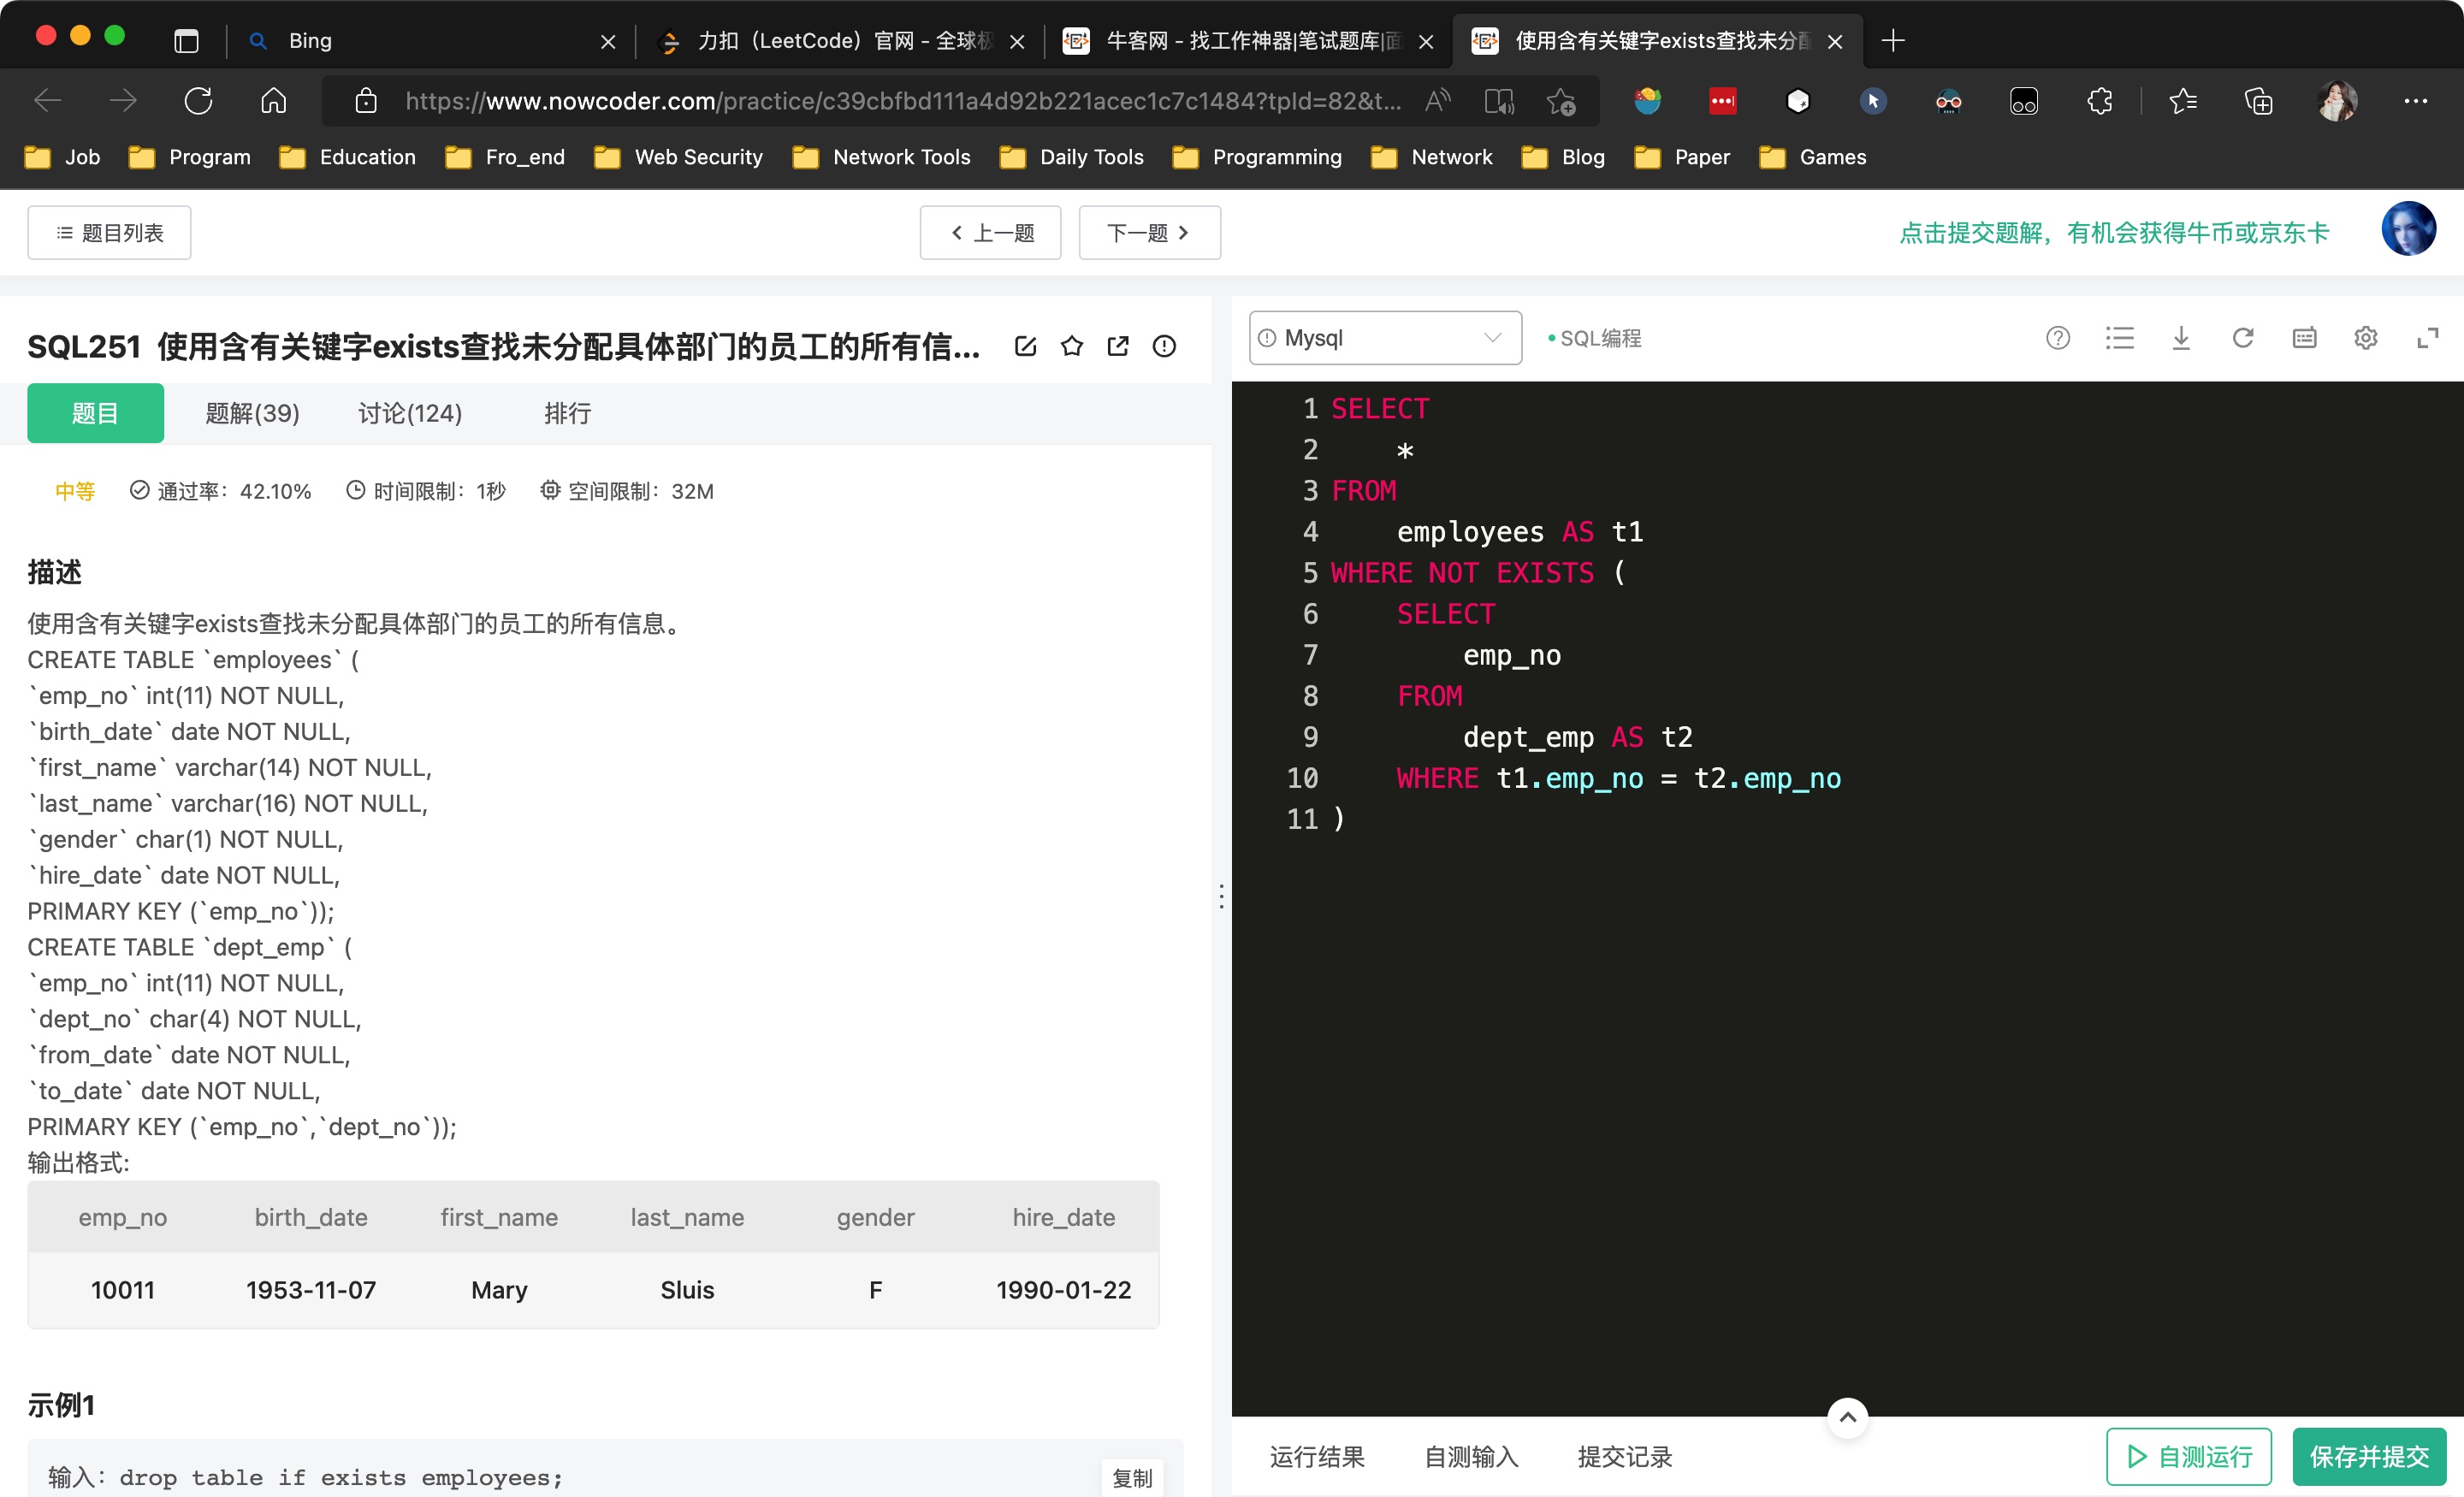 Bing
力扣（LeetCode）官网 - 全球极
牛客网 - 找工作神器|笔试题库|面
使用含有关键字exists查找未分配
https://www.nowcoder.com/practice/c39cbfbd111a4d92b221acec1c7c1484?tpId=82&t...
Job
Program
Education
Fro_end
Web Security
Network Tools
Daily Tools
Programming
Network
Blog
Paper
Games
题目列表
上一题
下一题
点击提交题解，有机会获得牛币或京东卡
SQL251 使用含有关键字exists查找未分配具体部门的员工的所有信...
题目
题解(39)
讨论(124)
排行
中等
通过率：42.10%
时间限制：1秒
空间限制：32M
描述
使用含有关键字exists查找未分配具体部门的员工的所有信息。
CREATE TABLE `employees` (
`emp_no` int(11) NOT NULL,
`birth_date` date NOT NULL,
`first_name` varchar(14) NOT NULL,
`last_name` varchar(16) NOT NULL,
`gender` char(1) NOT NULL,
`hire_date` date NOT NULL,
PRIMARY KEY (`emp_no`));
CREATE TABLE `dept_emp` (
`emp_no` int(11) NOT NULL,
`dept_no` char(4) NOT NULL,
`from_date` date NOT NULL,
`to_date` date NOT NULL,
PRIMARY KEY (`emp_no`,`dept_no`));
输出格式:
emp_no birth_date first_name last_name gender hire_date
10011 1953-11-07 Mary Sluis F 1990-01-22
示例1
输入：drop table if exists employees;
复制
Mysql
SQL编程
1 SELECT
2     *
3 FROM
4     employees AS t1
5 WHERE NOT EXISTS (
6     SELECT
7         emp_no
8     FROM
9         dept_emp AS t2
10     WHERE t1.emp_no = t2.emp_no
11 )
运行结果
自测输入
提交记录
自测运行
保存并提交